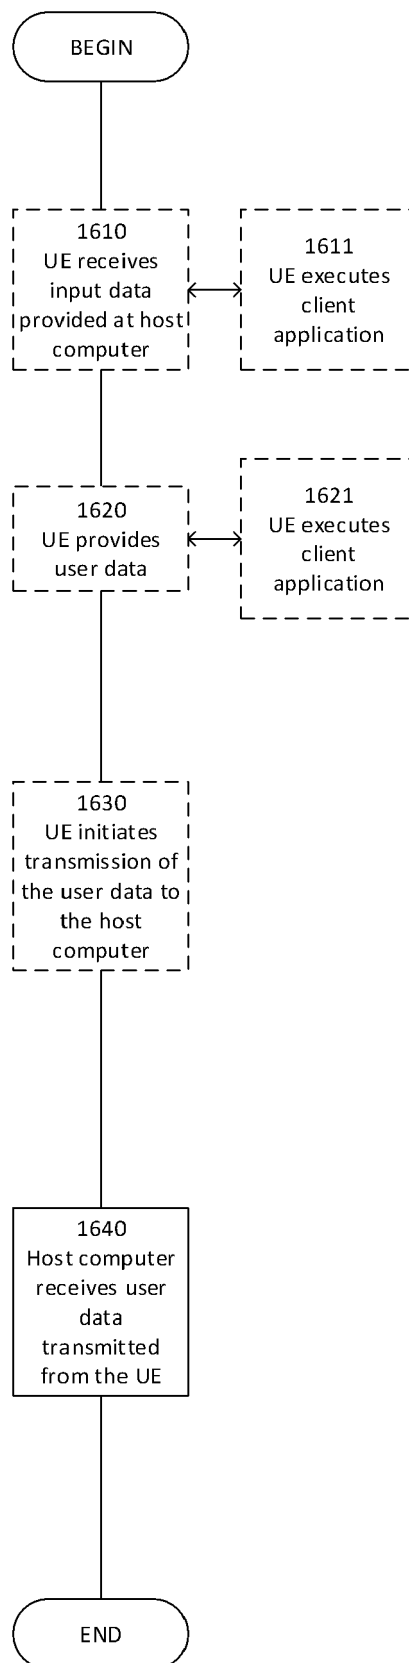 BEGIN
1610
UE receives
input data
provided at host
computer
1611
UE executes
client
application
1620
UE provides
user data
1621
UE executes
client
application
1630
UE initiates
transmission of
the user data to
the host
computer
1640
Host computer
receives user
data
transmitted
from the UE
END